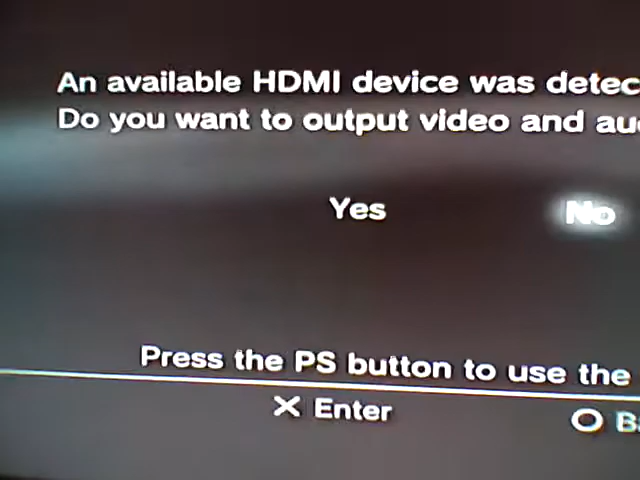 An available HDMI device was detec
Do you want to output video and au
Yes No
Press the PS button to use the
X Enter O Ba